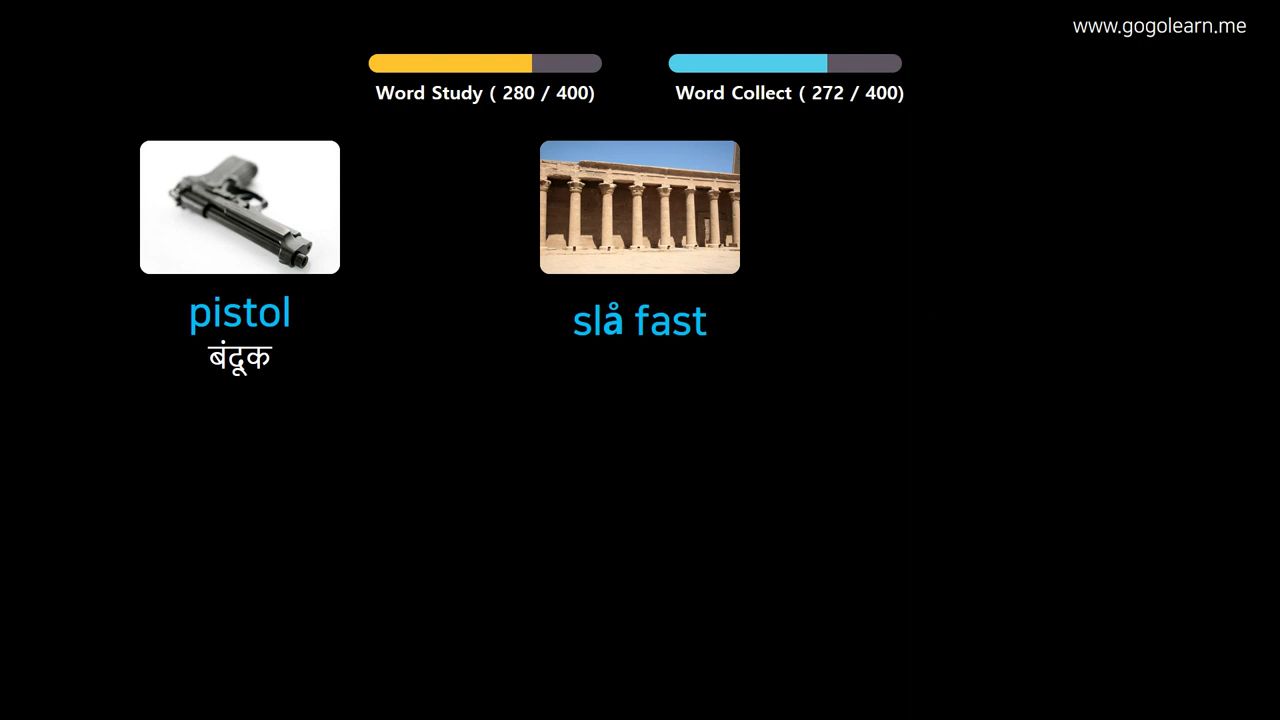 www.gogolearn.me
Word Study ( 280 / 400)
Word Collect ( 272 / 400)
pistol
बंदूक
slå fast